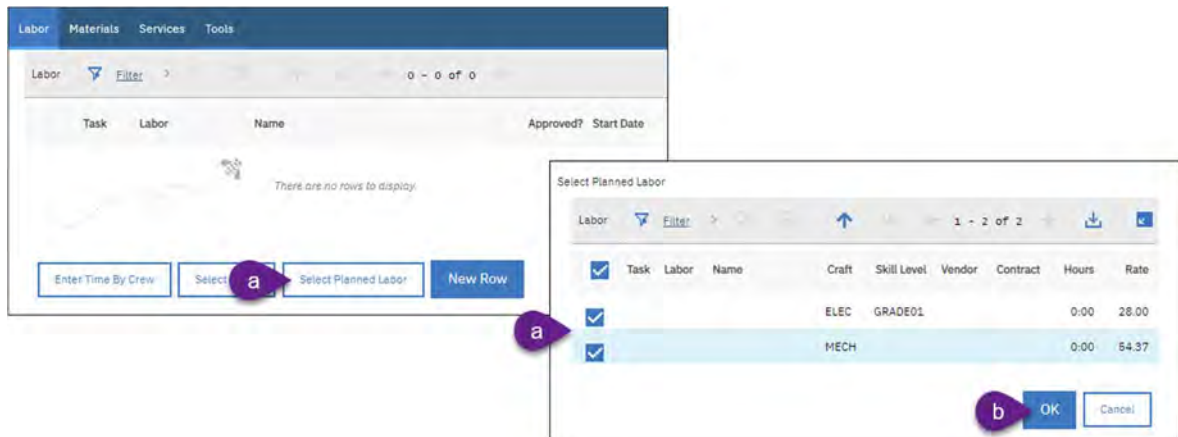 Labor Materials Services Tools
Labor Filter 0 - 0 of 0
Task Labor Name Approved? Start Date
There are no rows to display.
Enter Time By Crew Select a Select Planned Labor New Row
Select Planned Labor
Labor Filter 1 - 2 of 2
Task Labor Name Craft Skill Level Vendor Contract Hours Rate
a
ELEC GRADE01 0:00 28.00
MECH 0:00 54.37
b OK Cancel